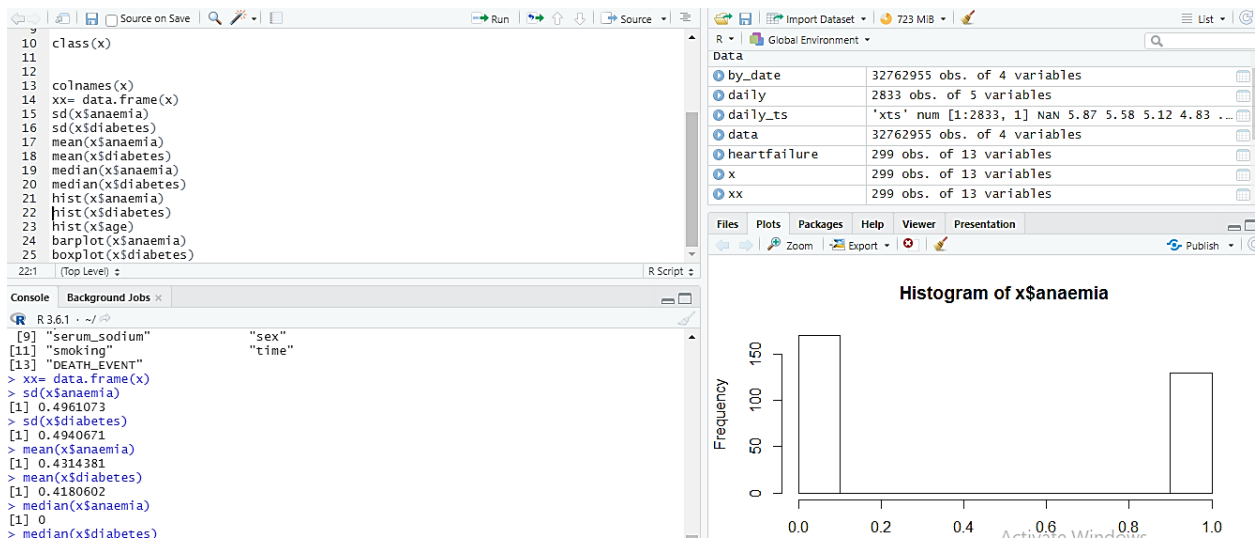 Source on Save Run Source
9
10 class(x)
11
12
13 colnames(x)
14 xx= data.frame(x)
15 sd(x$anaemia)
16 sd(x$diabetes)
17 mean(x$anaemia)
18 mean(x$diabetes)
19 median(x$anaemia)
20 median(x$diabetes)
21 hist(x$anaemia)
22 hist(x$diabetes)
23 hist(x$age)
24 barplot(x$anaemia)
25 boxplot(x$diabetes)
22:1 (Top Level) R Script
Console Background Jobs
R 3.6.1 · ~/
[9] "serum_sodium" "sex"
[11] "smoking" "time"
[13] "DEATH_EVENT"
> xx= data.frame(x)
> sd(x$anaemia)
[1] 0.4961073
> sd(x$diabetes)
[1] 0.4940671
> mean(x$anaemia)
[1] 0.4314381
> mean(x$diabetes)
[1] 0.4180602
> median(x$anaemia)
[1] 0
> median(x$diabetes)
Import Dataset 723 MiB List
R Global Environment
Data
by_date 32762955 obs. of 4 variables
daily 2833 obs. of 5 variables
daily_ts 'xts' num [1:2833, 1] NaN 5.87 5.58 5.12 4.83 ...
data 32762955 obs. of 4 variables
heartfailure 299 obs. of 13 variables
x 299 obs. of 13 variables
xx 299 obs. of 13 variables
Files Plots Packages Help Viewer Presentation
Zoom Export Publish
Histogram of x$anaemia
Frequency
150
100
50
0
0.0 0.2 0.4 0.6 0.8 1.0
Activate Windows